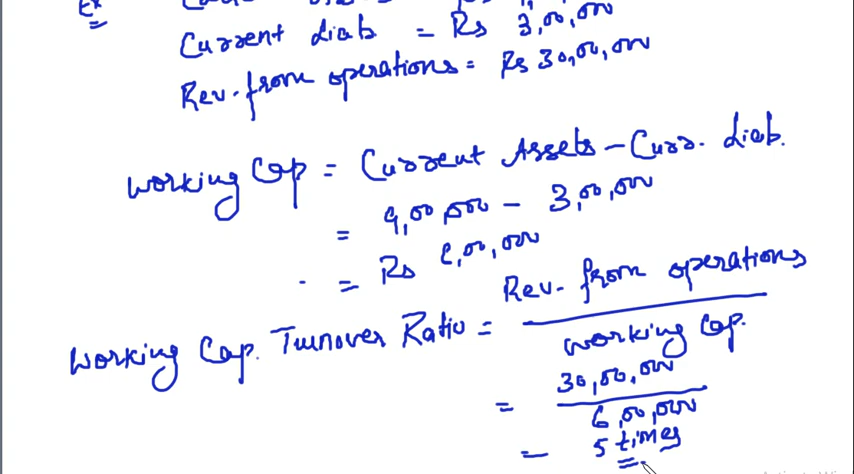 Ex
Current Liab = Rs 3,00,000
Rev. from operations = Rs 30,00,000
Working Cap = Current Assets - Curr. Liab.
= 9,00,000 - 3,00,000
= Rs 6,00,000
Working Cap. Turnover Ratio = Rev. from operations
Working Cap.
= 30,00,000
6,00,000
= 5 times